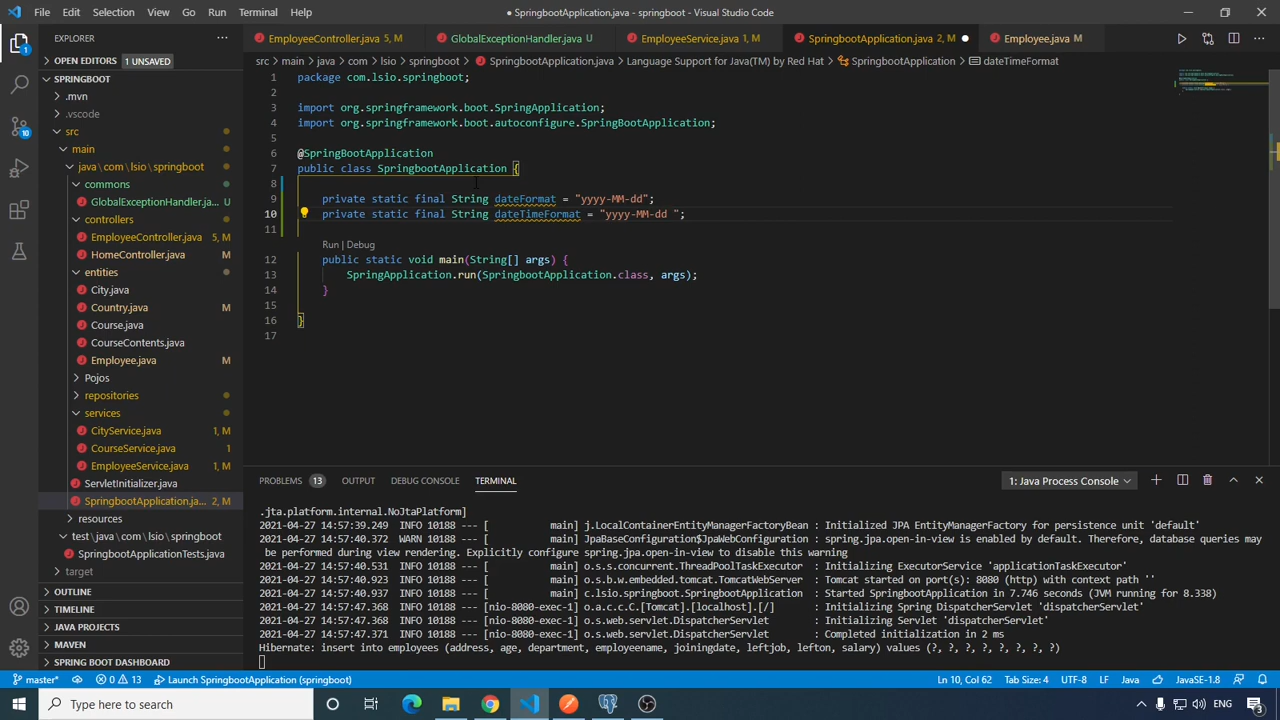 File Edit Selection View Go Run Terminal Help
● SpringbootApplication.java - springboot - Visual Studio Code
EXPLORER
EmployeeController.java 5, M
GlobalExceptionHandler.java U
EmployeeService.java 1, M
SpringbootApplication.java 2, M
Employee.java M
OPEN EDITORS 1 UNSAVED
src > main > java > com > lsio > springboot > SpringbootApplication.java > Language Support for Java(TM) by Red Hat > SpringbootApplication > dateTimeFormat
SPRINGBOOT
.mvn
.vscode
src
main
java\com\lsio\springboot
commons
GlobalExceptionHandler.ja... U
controllers
EmployeeController.java 5, M
HomeController.java M
entities
City.java
Country.java M
Course.java
CourseContents.java
Employee.java M
Pojos
repositories
services
CityService.java 1, M
CourseService.java 1
EmployeeService.java 1, M
ServletInitializer.java
SpringbootApplication.ja... 2, M
resources
test\java\com\lsio\springboot
SpringbootApplicationTests.java
target
OUTLINE
TIMELINE
JAVA PROJECTS
MAVEN
SPRING BOOT DASHBOARD
1 package com.lsio.springboot;
2
3 import org.springframework.boot.SpringApplication;
4 import org.springframework.boot.autoconfigure.SpringBootApplication;
5
6 @SpringBootApplication
7 public class SpringbootApplication {
8
9 private static final String dateFormat = "yyyy-MM-dd";
10 private static final String dateTimeFormat = "yyyy-MM-dd ";
11
Run | Debug
12 public static void main(String[] args) {
13 SpringApplication.run(SpringbootApplication.class, args);
14 }
15
16 }
17
PROBLEMS 13 OUTPUT DEBUG CONSOLE TERMINAL
1: Java Process Console
.jta.platform.internal.NoJtaPlatform]
2021-04-27 14:57:39.249 INFO 10188 --- [ main] j.LocalContainerEntityManagerFactoryBean : Initialized JPA EntityManagerFactory for persistence unit 'default'
2021-04-27 14:57:40.372 WARN 10188 --- [ main] JpaBaseConfiguration$JpaWebConfiguration : spring.jpa.open-in-view is enabled by default. Therefore, database queries may
be performed during view rendering. Explicitly configure spring.jpa.open-in-view to disable this warning
2021-04-27 14:57:40.531 INFO 10188 --- [ main] o.s.s.concurrent.ThreadPoolTaskExecutor : Initializing ExecutorService 'applicationTaskExecutor'
2021-04-27 14:57:40.923 INFO 10188 --- [ main] o.s.b.w.embedded.tomcat.TomcatWebServer : Tomcat started on port(s): 8080 (http) with context path ''
2021-04-27 14:57:40.940 INFO 10188 --- [ main] c.lsio.springboot.SpringbootApplication : Started SpringbootApplication in 7.746 seconds (JVM running for 8.338)
2021-04-27 14:57:47.368 INFO 10188 --- [nio-8080-exec-1] o.a.c.c.C.[Tomcat].[localhost].[/] : Initializing Spring DispatcherServlet 'dispatcherServlet'
2021-04-27 14:57:47.368 INFO 10188 --- [nio-8080-exec-1] o.s.web.servlet.DispatcherServlet : Initializing Servlet 'dispatcherServlet'
2021-04-27 14:57:47.371 INFO 10188 --- [nio-8080-exec-1] o.s.web.servlet.DispatcherServlet : Completed initialization in 2 ms
Hibernate: insert into employees (address, age, department, employeename, joiningdate, leftjob, lefton, salary) values (?, ?, ?, ?, ?, ?, ?, ?)
master* 0 13 Launch SpringbootApplication (springboot)
Ln 10, Col 62 Tab Size: 4 UTF-8 LF Java JavaSE-1.8
Type here to search
ENG
3